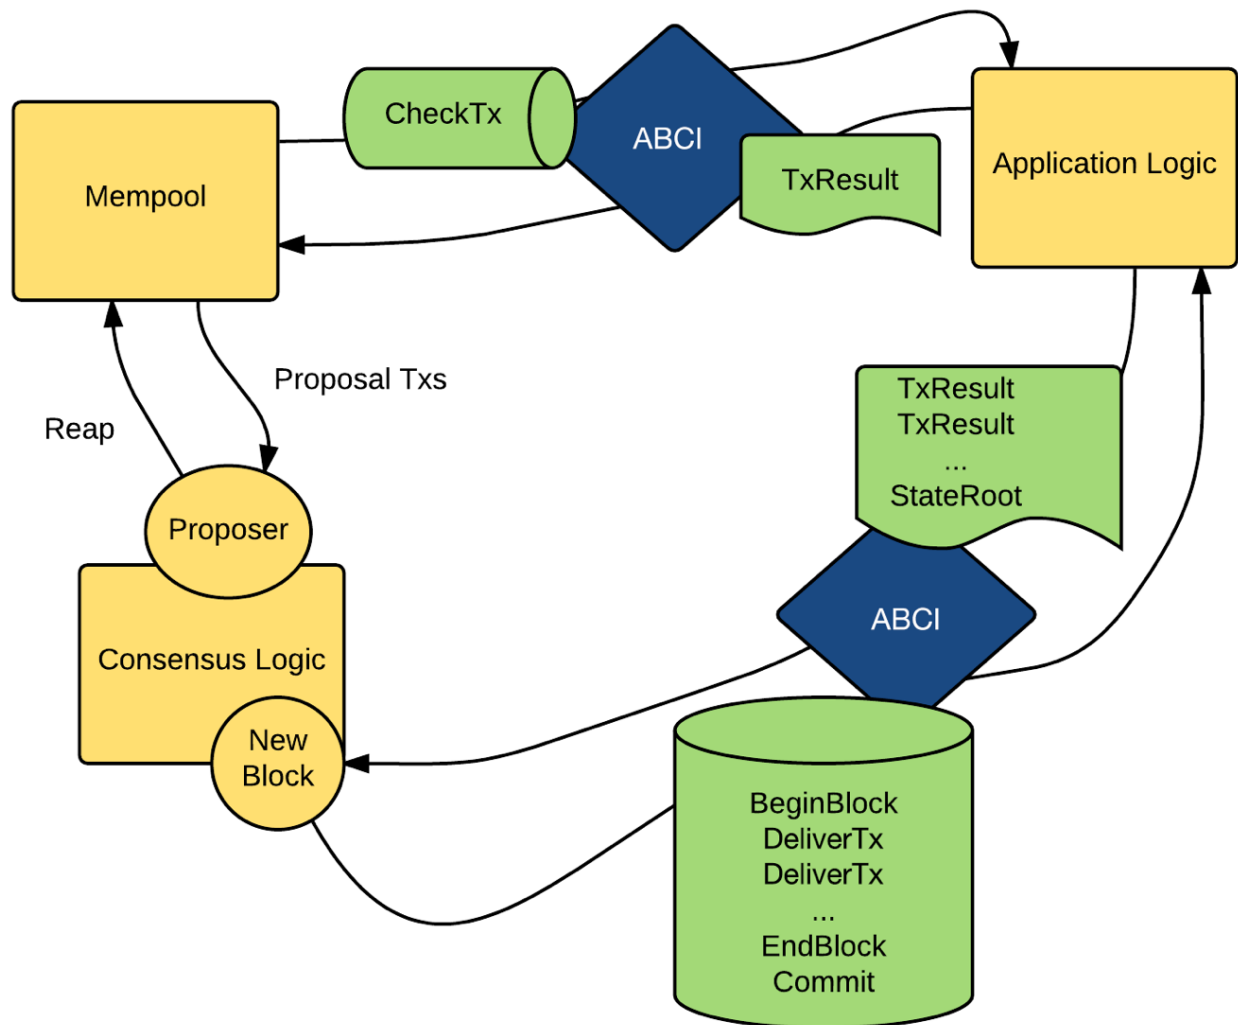 CheckTx
ABCI
Mempool
TxResult
Application Logic
Proposal Txs
Reap
TxResult
TxResult
...
StateRoot
Proposer
ABCI
Consensus Logic
New
Block
BeginBlock
DeliverTx
DeliverTx
...
EndBlock
Commit